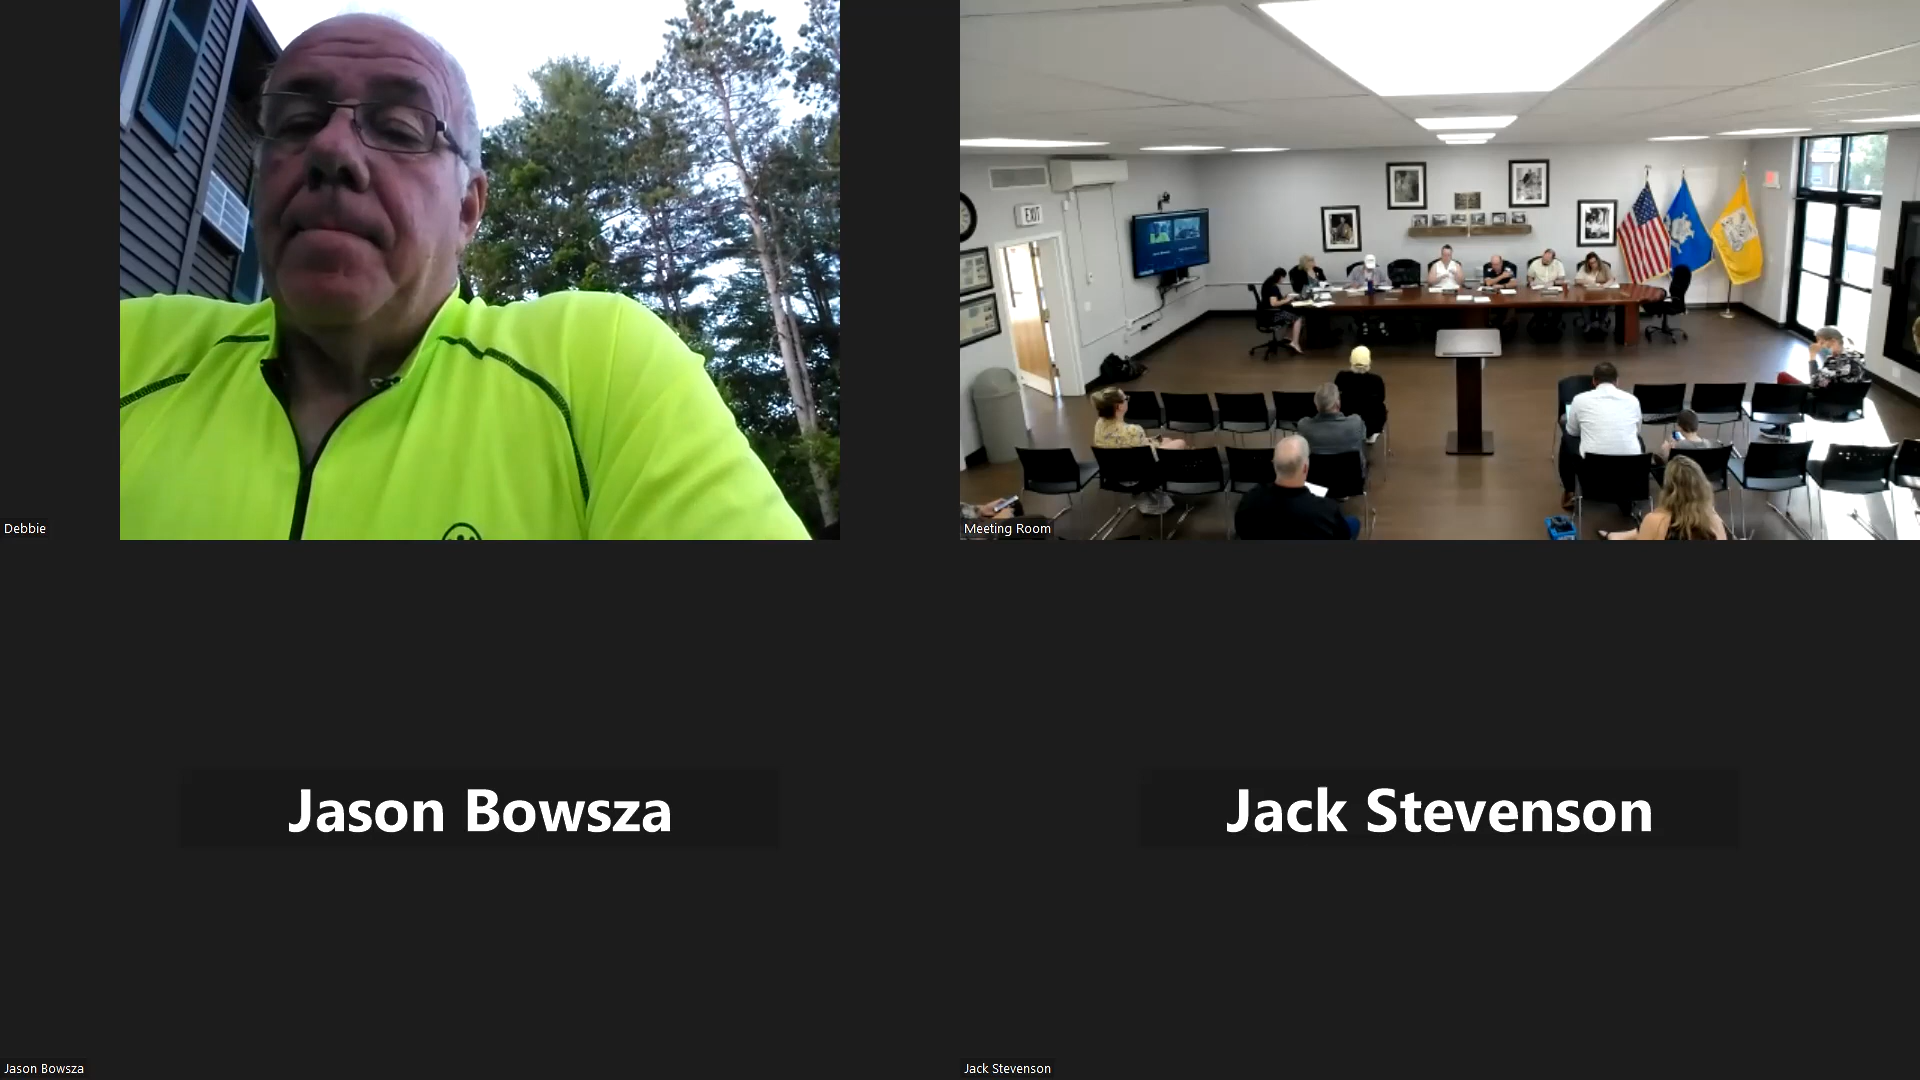 EXIT
Debbie
Meeting Room
Jason Bowsza
Jack Stevenson
Jason Bowsza
Jack Stevenson